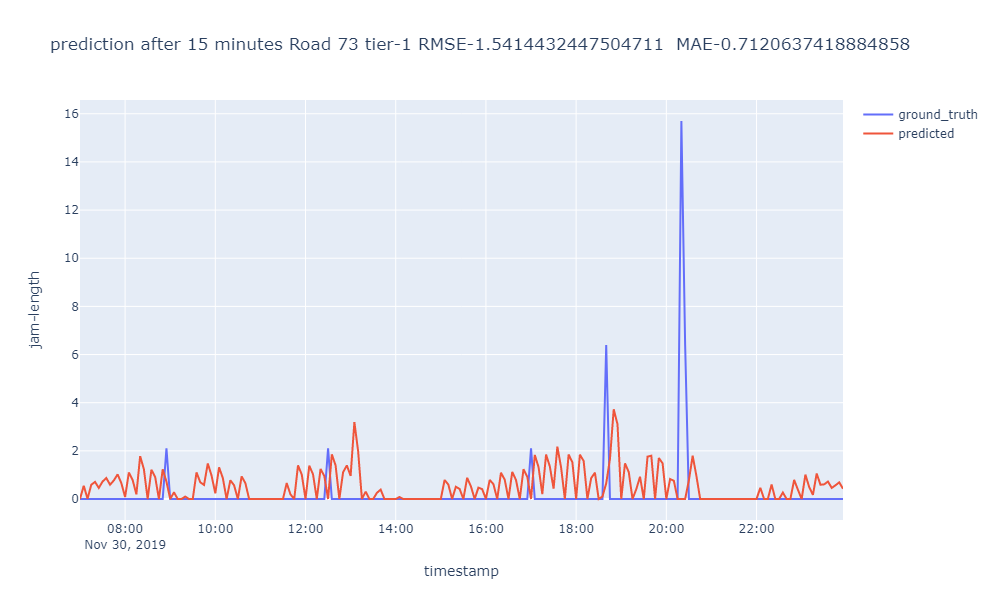 prediction after 15 minutes Road 73 tier-1 RMSE-1.5414432447504711  MAE-0.7120637418884858
ground_truth
predicted
16
14
12
10
8
6
4
2
0
jam-length
08:00 10:00 12:00 14:00 16:00 18:00 20:00 22:00
Nov 30, 2019
timestamp